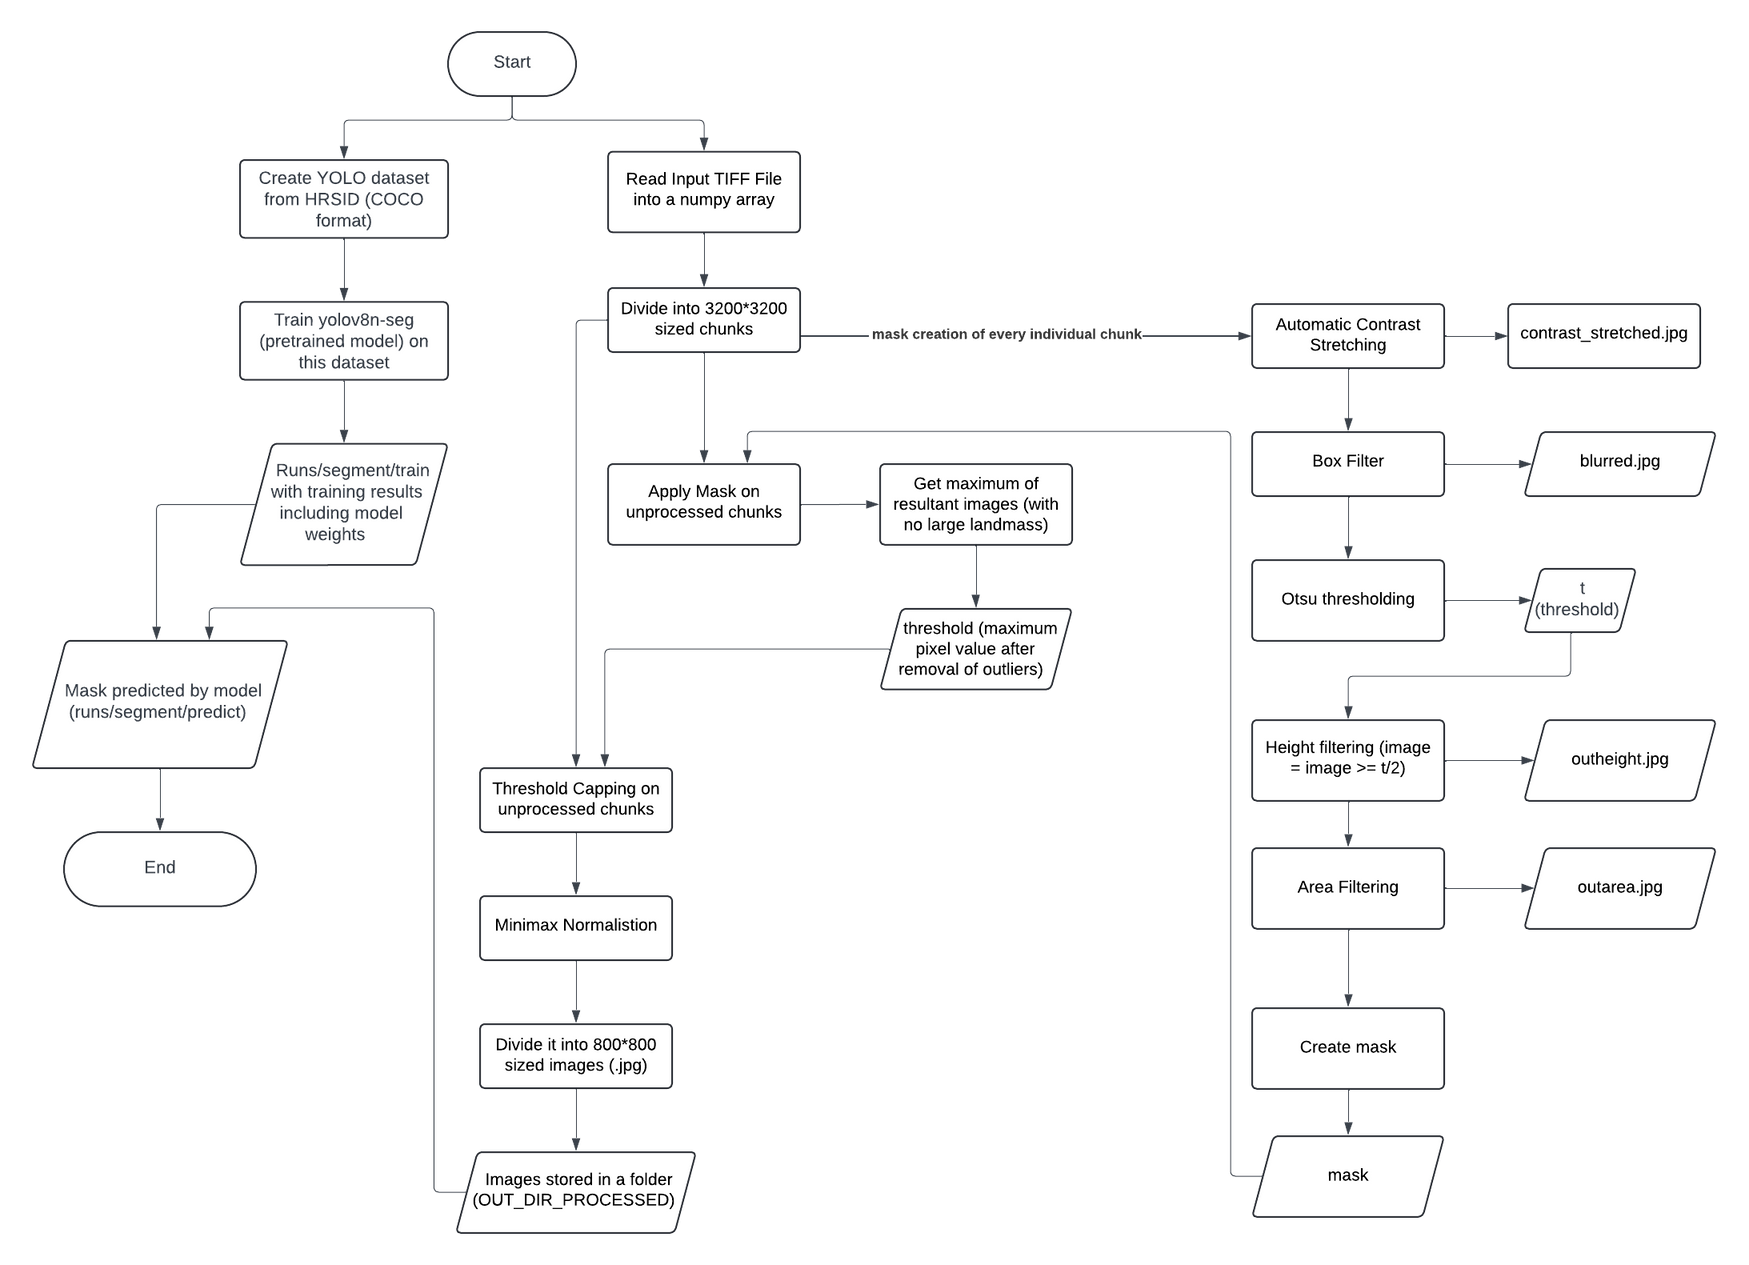 Start
Create YOLO dataset
from HRSID (COCO
format)
Train yolov8n-seg
(pretrained model) on
this dataset
Runs/segment/train
with training results
including model
weights
Mask predicted by model
(runs/segment/predict)
End
Read Input TIFF File
into a numpy array
Divide into 3200*3200
sized chunks
mask creation of every individual chunk
Apply Mask on
unprocessed chunks
Get maximum of
resultant images (with
no large landmass)
threshold (maximum
pixel value after
removal of outliers)
Threshold Capping on
unprocessed chunks
Minimax Normalistion
Divide it into 800*800
sized images (.jpg)
Images stored in a folder
(OUT_DIR_PROCESSED)
Automatic Contrast
Stretching
contrast_stretched.jpg
Box Filter
blurred.jpg
Otsu thresholding
t
(threshold)
Height filtering (image
= image >= t/2)
outheight.jpg
Area Filtering
outarea.jpg
Create mask
mask